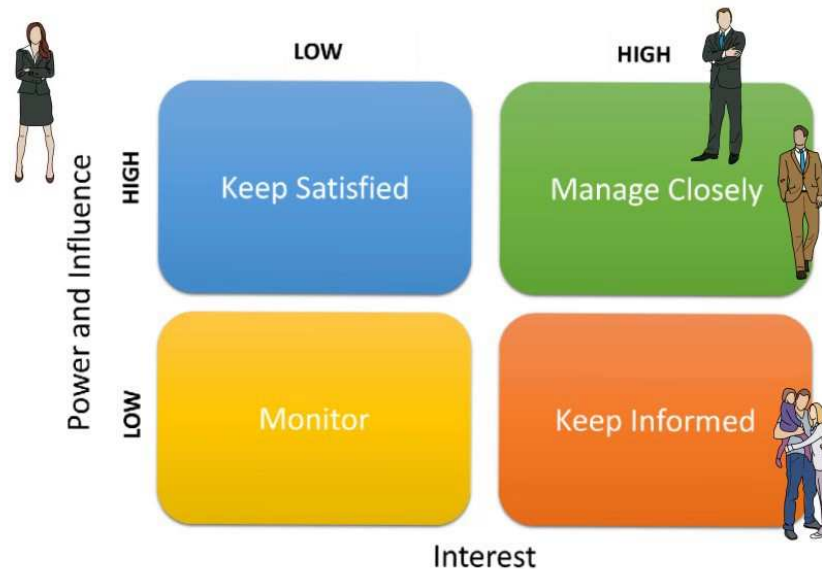 LOW
HIGH
Power and Influence
HIGH
Keep Satisfied
Manage Closely
LOW
Monitor
Keep Informed
Interest